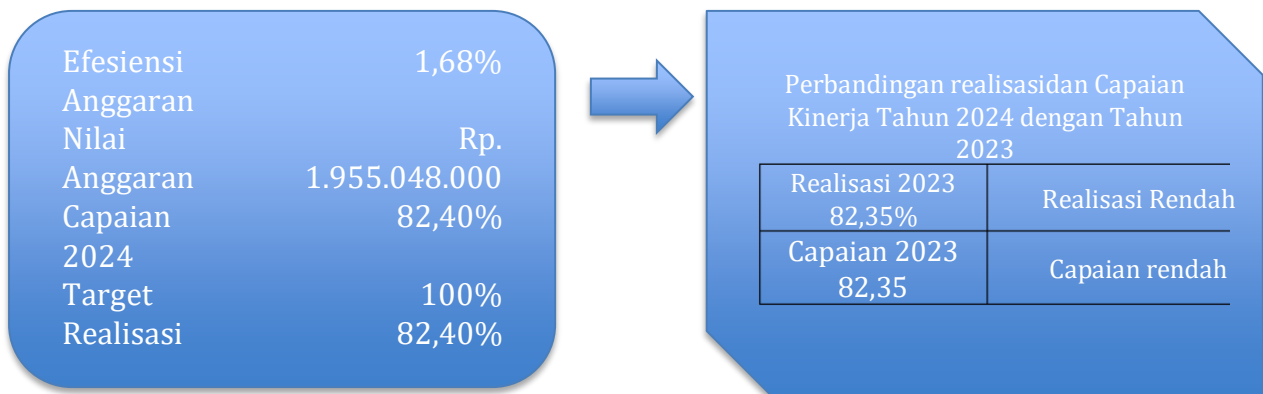 Efesiensi 1,68%
Anggaran
Nilai Rp.
Anggaran 1.955.048.000
Capaian 82,40%
2024
Target 100%
Realisasi 82,40%
Perbandingan realisasidan Capaian
Kinerja Tahun 2024 dengan Tahun
2023
Realisasi 2023
82,35%
Realisasi Rendah
Capaian 2023
82,35
Capaian rendah